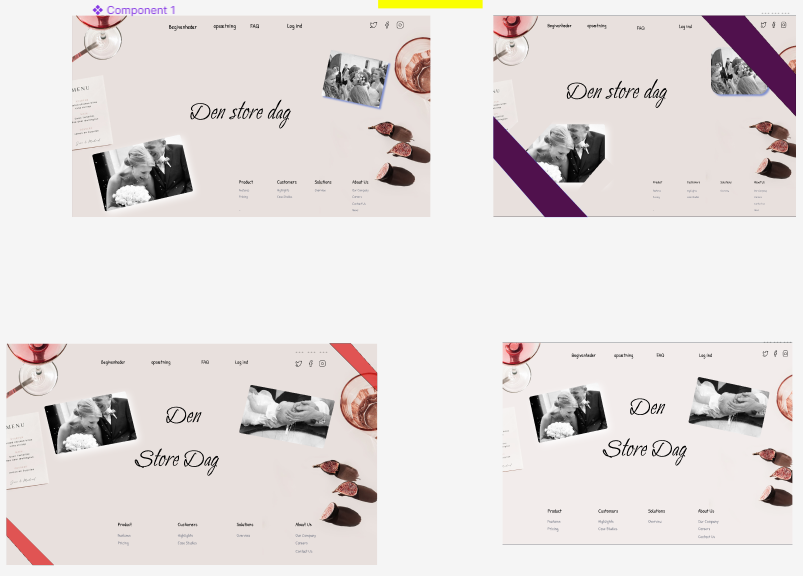 Component 1
Begivenheder opsætning FAQ Log ind
Den store dag
MENU
Product Customers Solutions About Us
Features Highlights Overview Our Company
Pricing Case Studies Careers
Contact Us
Begivenheder opsætning FAQ Log ind
Den store dag
MENU
Product Customers Solutions About Us
Begivenheder opsætning FAQ Log ind
Den
Store Dag
MENU
Product Customers Solutions About Us
Features Highlights Overview Our Company
Pricing Case Studies Careers
Contact Us
Begivenheder opsætning FAQ Log ind
Den
Store Dag
Product Customers Solutions About Us
Features Highlights Overview Our Company
Pricing Case Studies Careers
Contact Us